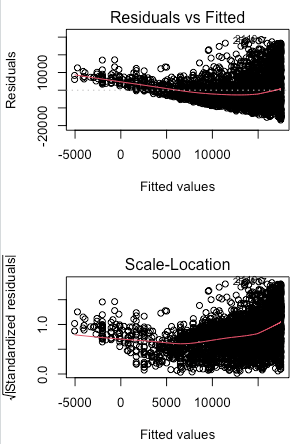 Residuals vs Fitted
Residuals
-20000
10000
-5000 0 5000 10000
Fitted values
Scale-Location
√|Standardized residuals|
0.0
1.0
-5000 0 5000 10000
Fitted values